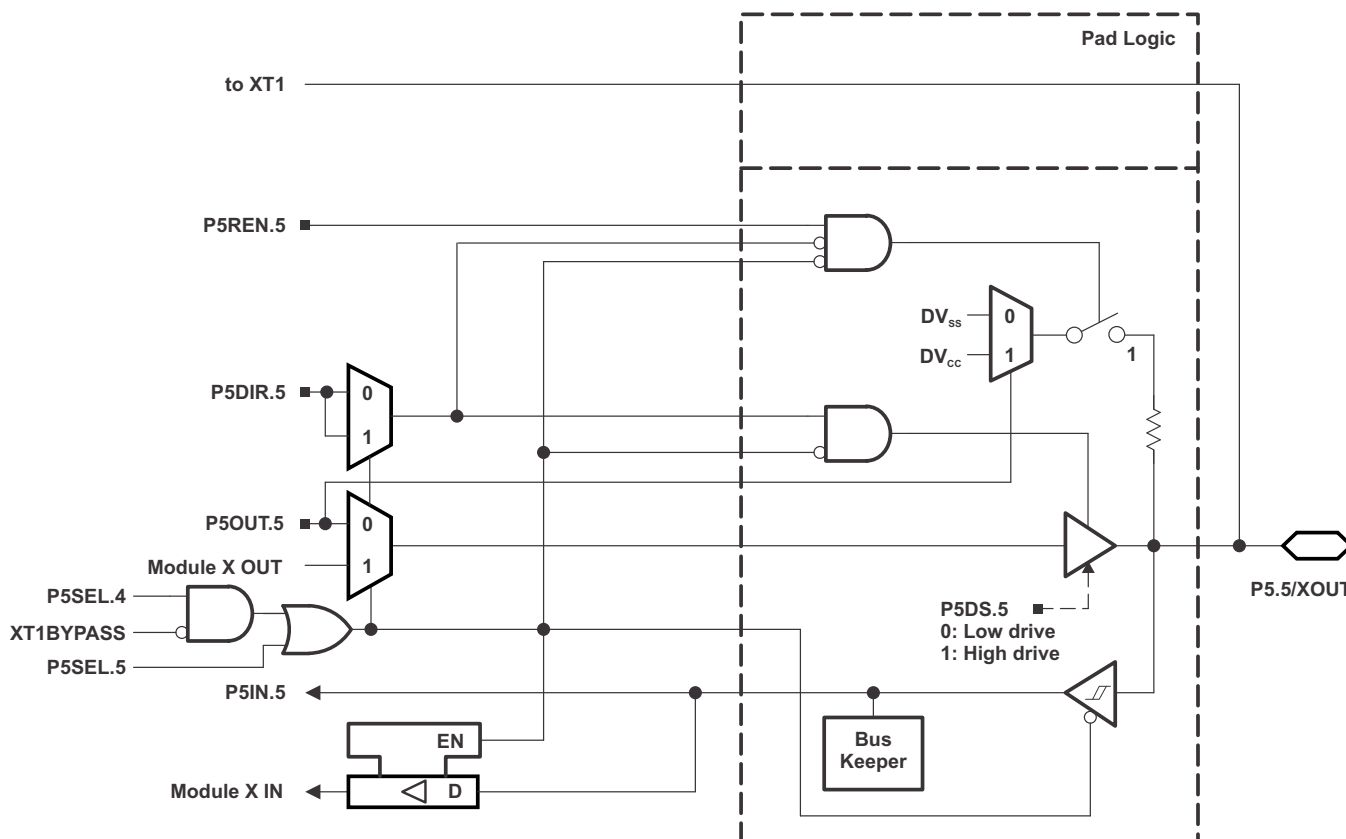 Pad Logic
to XT1
P5REN.5
DVss
0
DVcc
1
1
P5DIR.5
0
1
P5OUT.5
0
Module X OUT
1
P5SEL.4
XT1BYPASS
P5SEL.5
P5DS.5
0: Low drive
1: High drive
P5.5/XOUT
P5IN.5
Bus
Keeper
EN
Module X IN
D